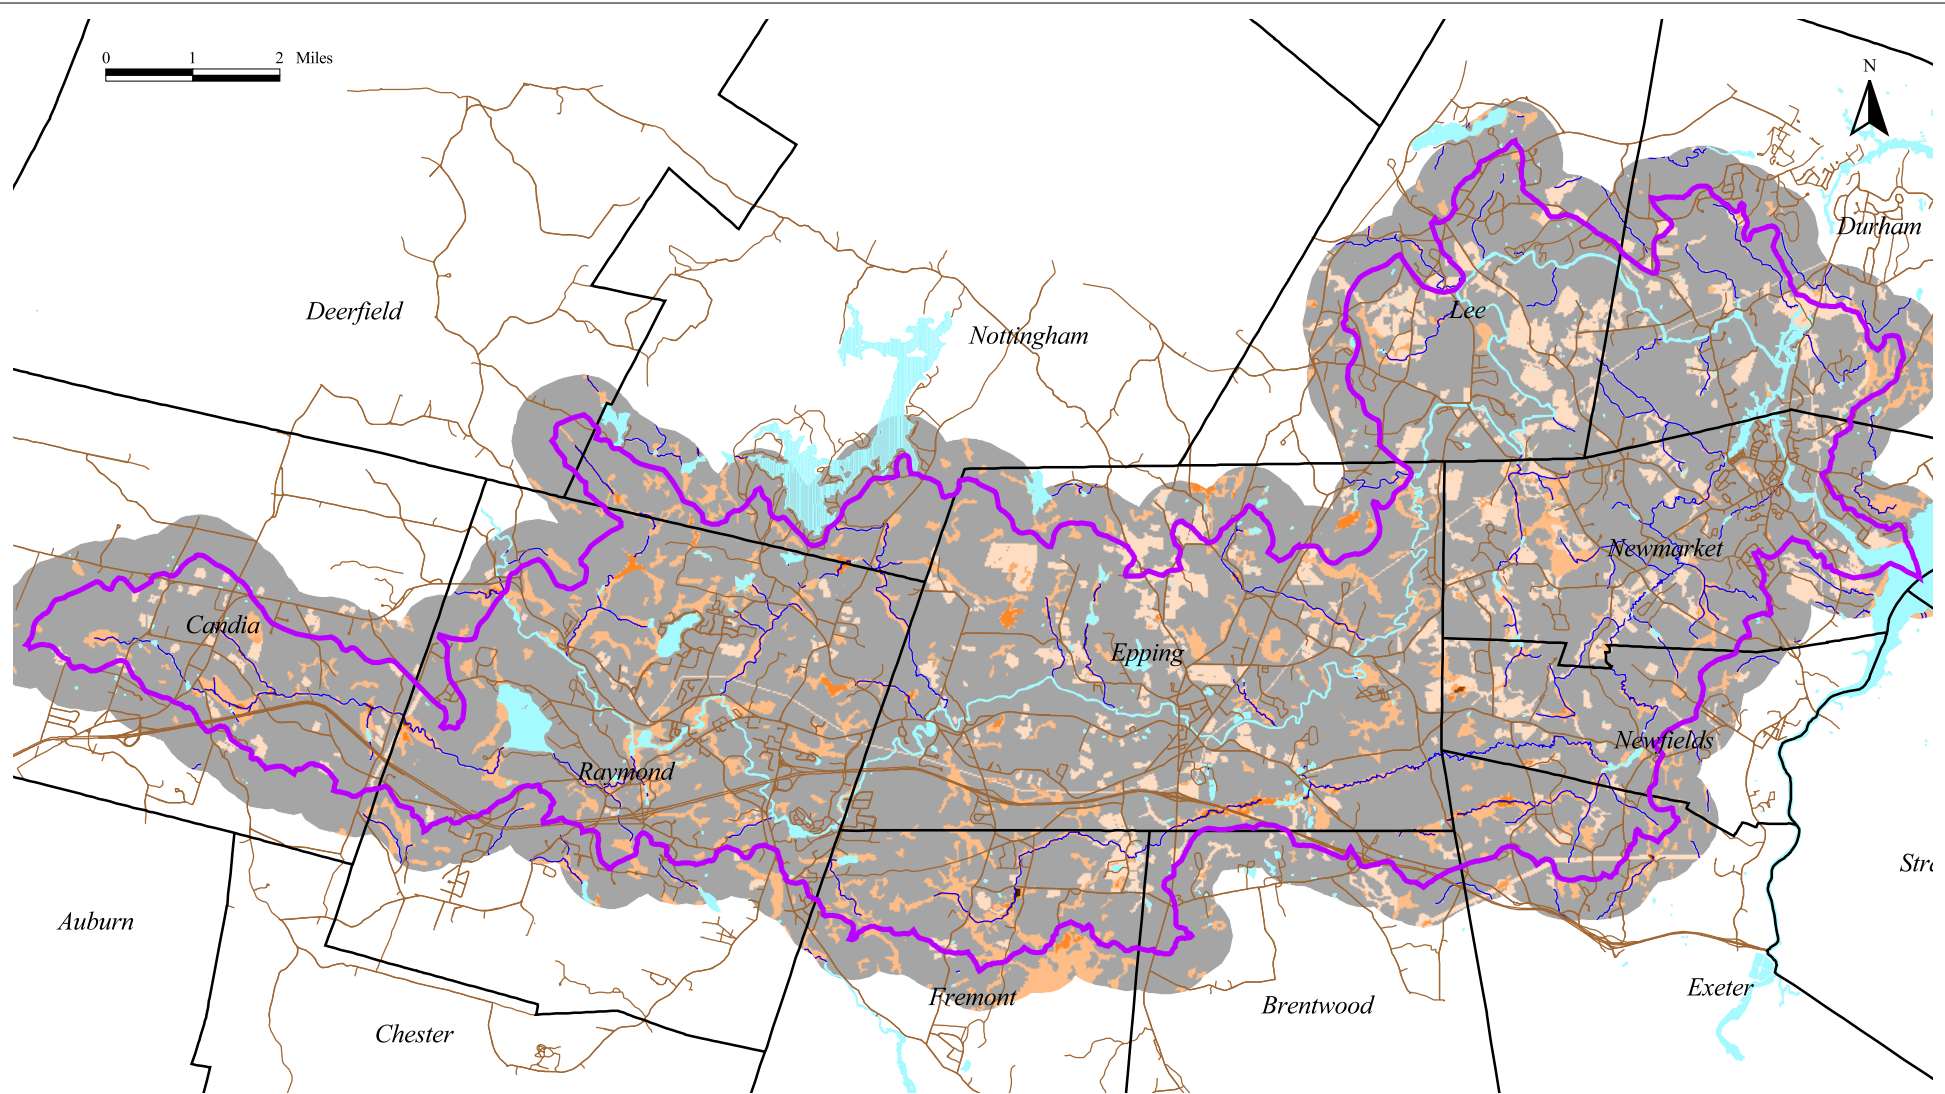 0 1 2 Miles
N
Durham
Deerfield
Lee
Nottingham
Newmarket
Candia
Epping
Newfields
Raymond
Auburn
Exeter
Fremont
Brentwood
Chester